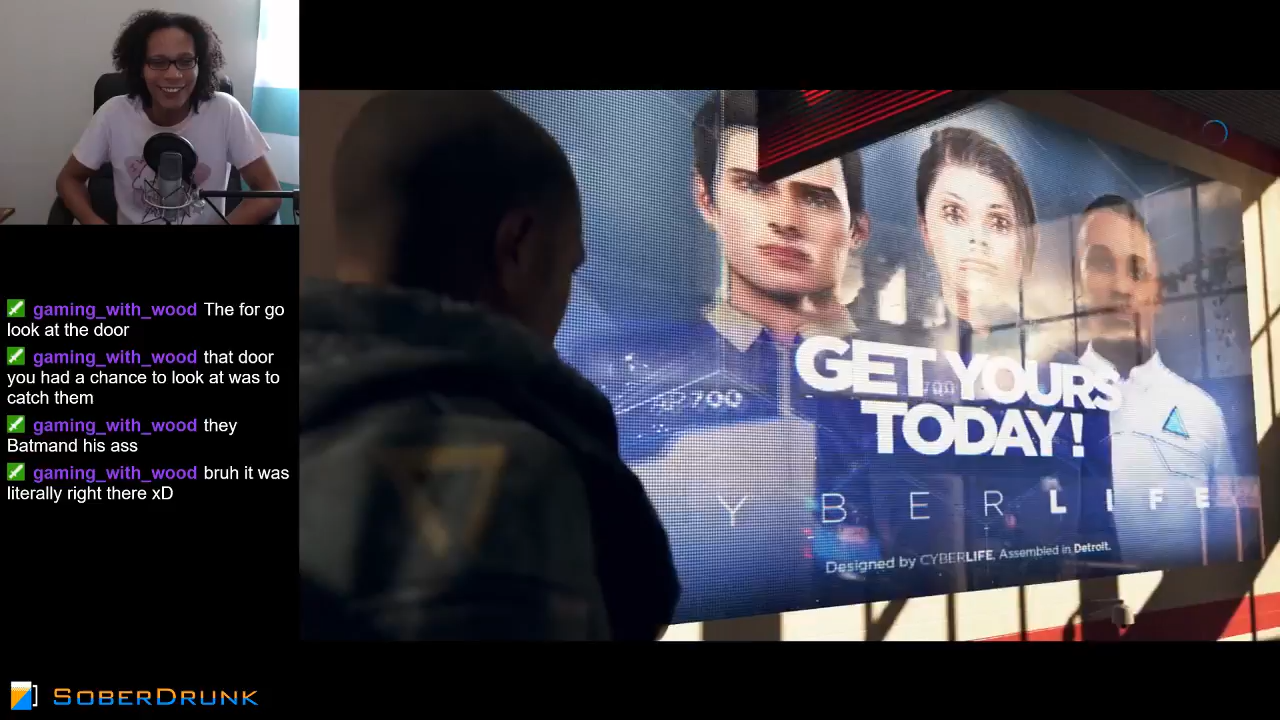 gaming_with_wood The for go
look at the door
gaming_with_wood that door
you had a chance to look at was to
catch them
gaming_with_wood they
Batmand his ass
gaming_with_wood bruh it was
literally right there xD
GET YOURS
TODAY!
YBERLIFE
Designed by CYBERLIFE. Assembled in Detroit.
SOBERDRUNK